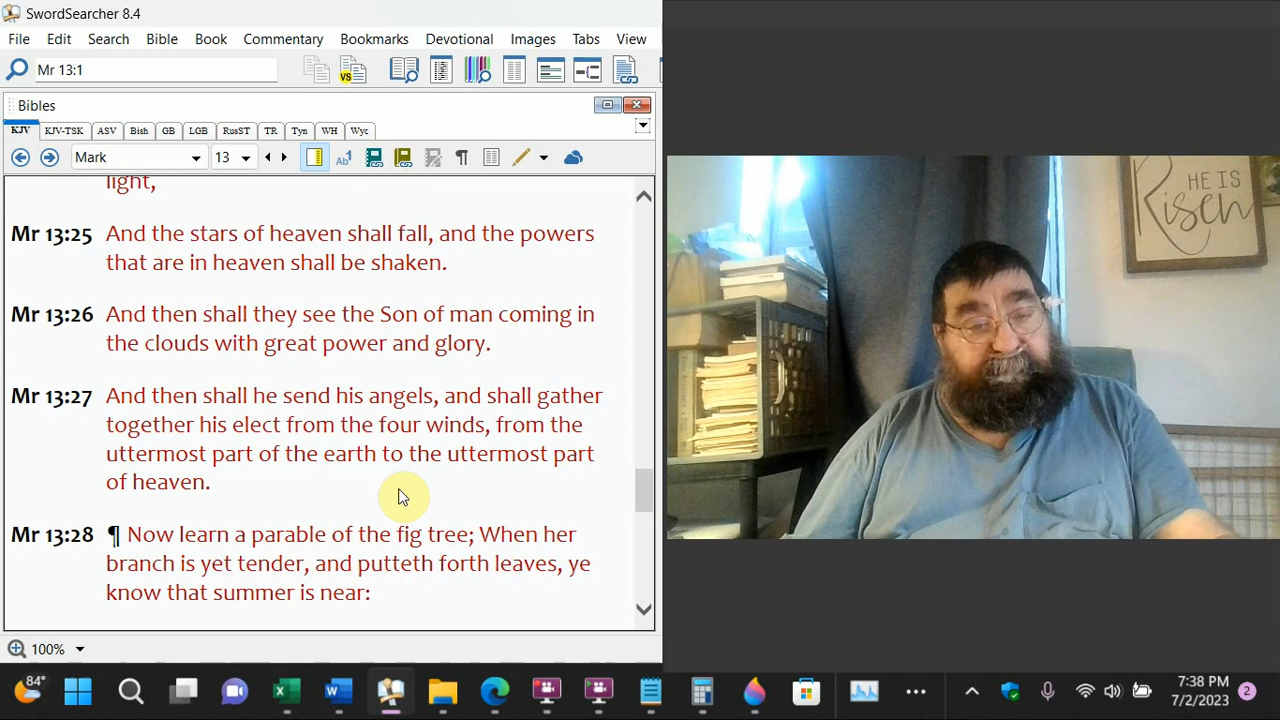 SwordSearcher 8.4
File Edit Search Bible Book Commentary Bookmarks Devotional Images Tabs View
Mr 13:1
VS
Bibles
KJV KJV-TSK ASV Bish GB LGB RusST TR Tyn WH Wyc
Mark 13
light,
Mr 13:25 And the stars of heaven shall fall, and the powers
that are in heaven shall be shaken.
Mr 13:26 And then shall they see the Son of man coming in
the clouds with great power and glory.
Mr 13:27 And then shall he send his angels, and shall gather
together his elect from the four winds, from the
uttermost part of the earth to the uttermost part
of heaven.
Mr 13:28 ¶ Now learn a parable of the fig tree; When her
branch is yet tender, and putteth forth leaves, ye
know that summer is near:
100%
HE IS
Risen
84°
7:38 PM
7/2/2023
2